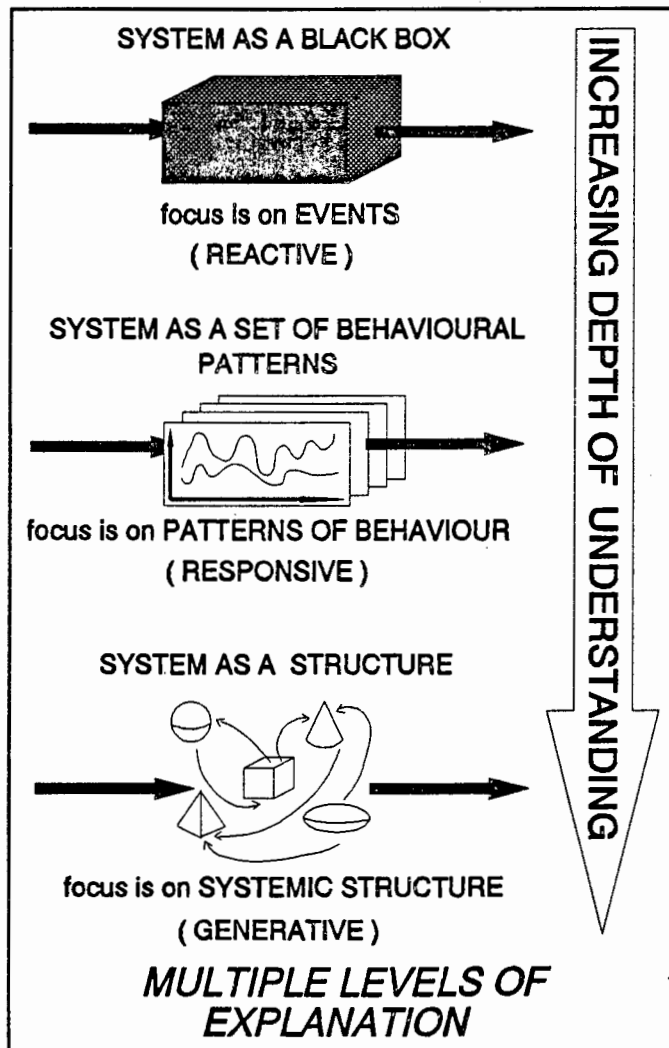 SYSTEM AS A BLACK BOX
focus is on EVENTS
( REACTIVE )
SYSTEM AS A SET OF BEHAVIOURAL
PATTERNS
focus is on PATTERNS OF BEHAVIOUR
( RESPONSIVE )
SYSTEM AS A STRUCTURE
focus is on SYSTEMIC STRUCTURE
( GENERATIVE )
MULTIPLE LEVELS OF
EXPLANATION
INCREASING DEPTH OF UNDERSTANDING